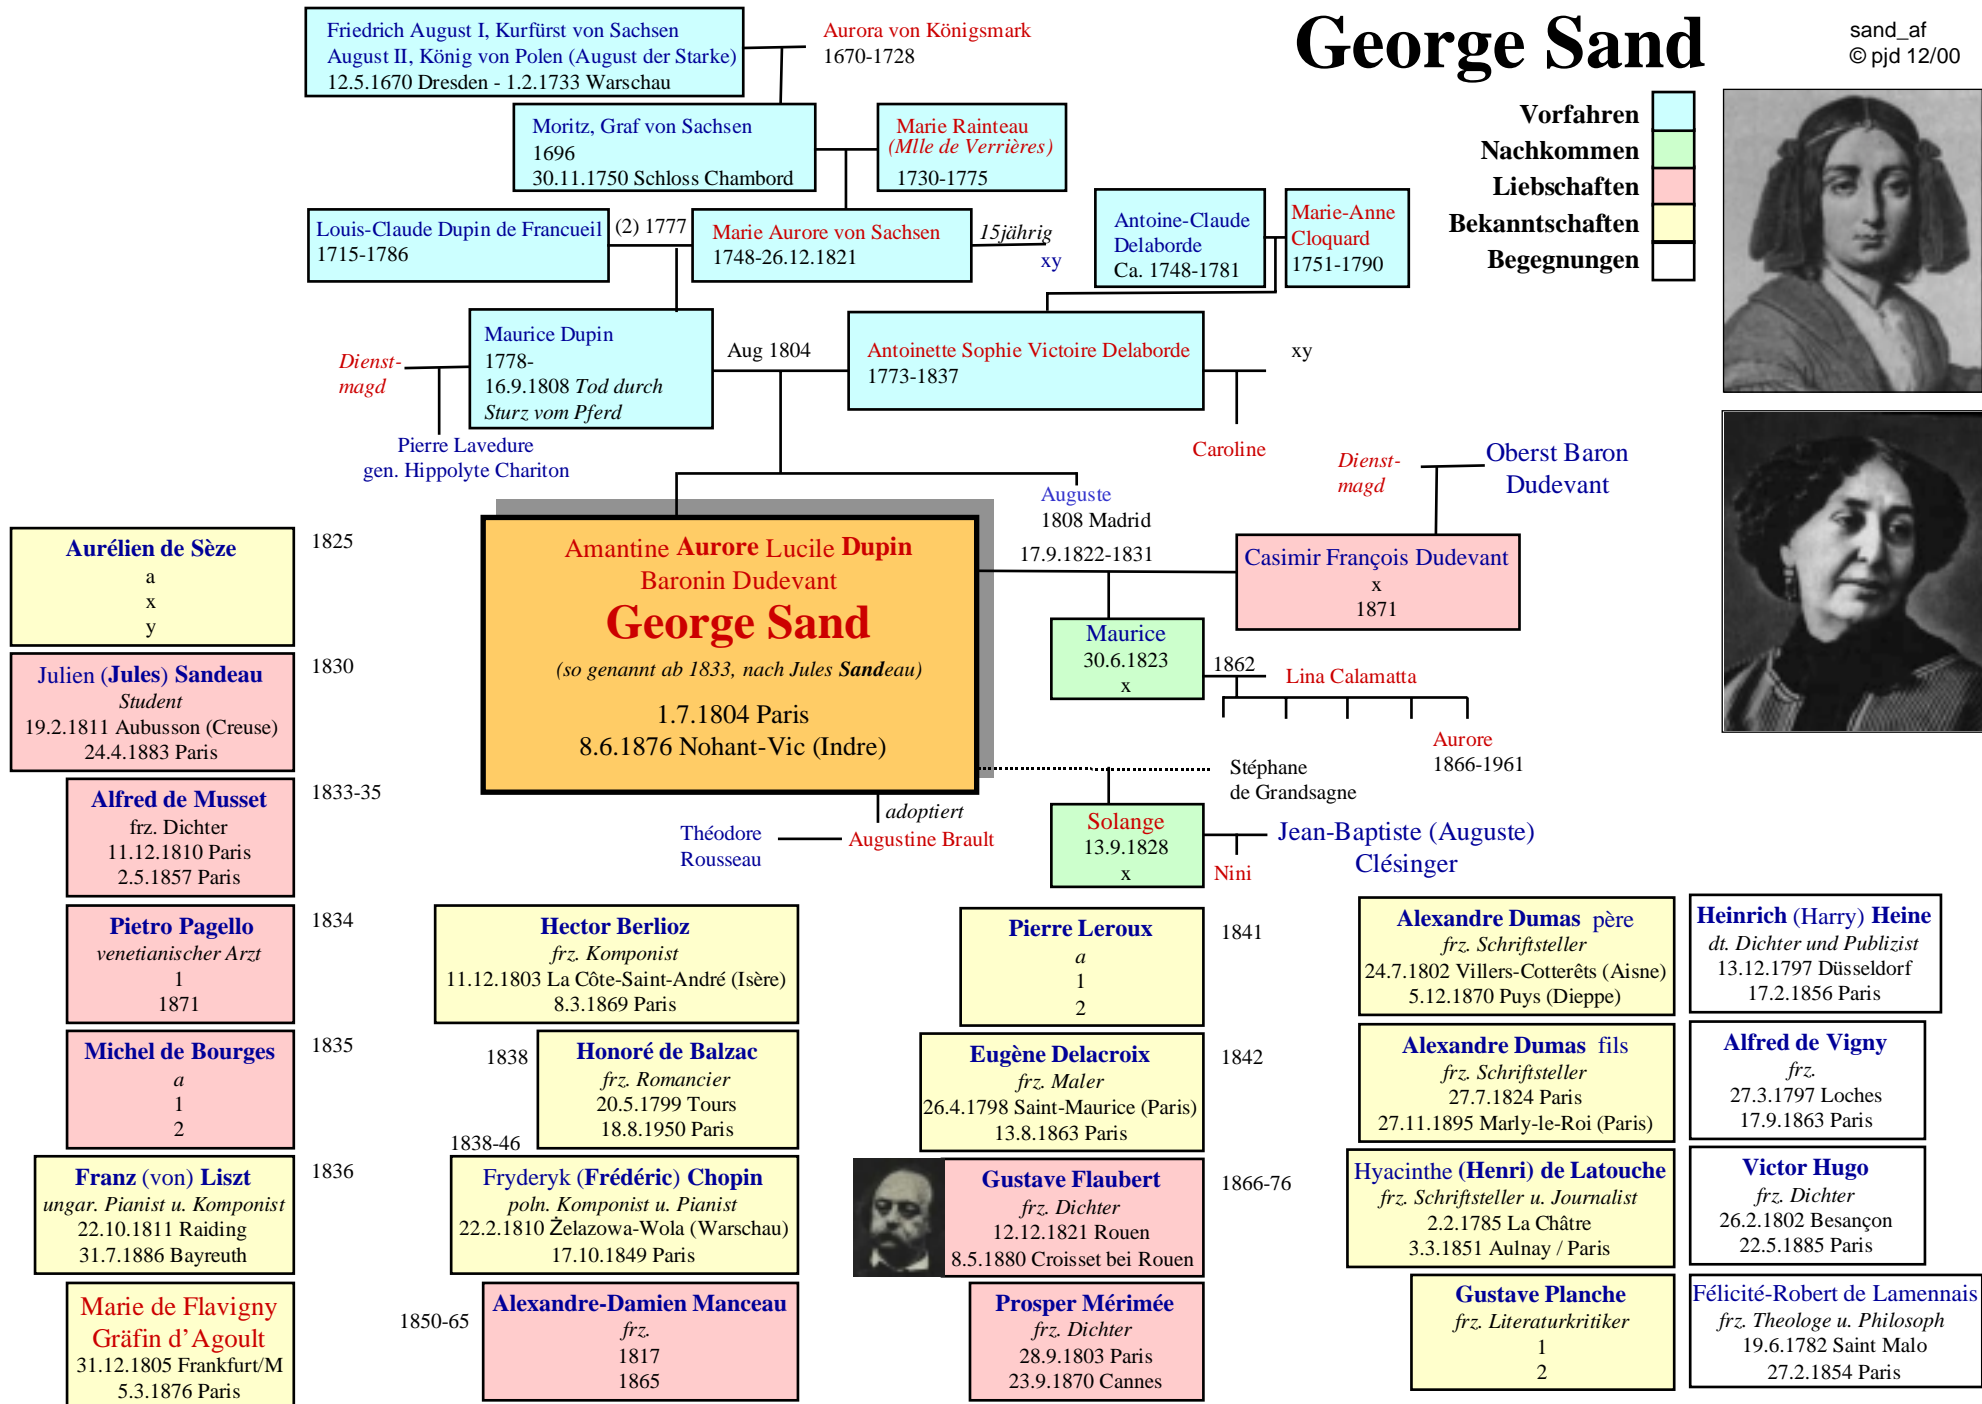 George Sand
sand_af
© pjd 12/00
Vorfahren
Nachkommen
Liebschaften
Bekanntschaften
Begegnungen
Friedrich August I, Kurfürst von Sachsen
August II, König von Polen (August der Starke)
12.5.1670 Dresden - 1.2.1733 Warschau
Aurora von Königsmark
1670-1728
Moritz, Graf von Sachsen
1696
30.11.1750 Schloss Chambord
Marie Rainteau
(Mlle de Verrières)
1730-1775
Louis-Claude Dupin de Francueil
1715-1786
(2) 1777
Marie Aurore von Sachsen
1748-26.12.1821
15jährig
xy
Antoine-Claude
Delaborde
Ca. 1748-1781
Marie-Anne
Cloquard
1751-1790
Dienst-
magd
Maurice Dupin
1778-
16.9.1808 Tod durch
Sturz vom Pferd
Aug 1804
Antoinette Sophie Victoire Delaborde
1773-1837
xy
Pierre Lavedure
gen. Hippolyte Chariton
Caroline
Dienst-
magd
Oberst Baron
Dudevant
Auguste
1808 Madrid
17.9.1822-1831
Amantine Aurore Lucile Dupin
Baronin Dudevant
George Sand
(so genannt ab 1833, nach Jules Sandeau)
1.7.1804 Paris
8.6.1876 Nohant-Vic (Indre)
Casimir François Dudevant
x
1871
Maurice
30.6.1823
x
1862
Lina Calamatta
Aurore
1866-1961
Stéphane
de Grandsagne
adoptiert
Théodore
Rousseau
Augustine Brault
Solange
13.9.1828
x
Jean-Baptiste (Auguste)
Clésinger
Nini
Aurélien de Sèze
a
x
y
1825
Julien (Jules) Sandeau
Student
19.2.1811 Aubusson (Creuse)
24.4.1883 Paris
1830
Alfred de Musset
frz. Dichter
11.12.1810 Paris
2.5.1857 Paris
1833-35
Pietro Pagello
venetianischer Arzt
1
1871
1834
Michel de Bourges
a
1
2
1835
Franz (von) Liszt
ungar. Pianist u. Komponist
22.10.1811 Raiding
31.7.1886 Bayreuth
1836
Marie de Flavigny
Gräfin d’Agoult
31.12.1805 Frankfurt/M
5.3.1876 Paris
Hector Berlioz
frz. Komponist
11.12.1803 La Côte-Saint-André (Isère)
8.3.1869 Paris
1838
Honoré de Balzac
frz. Romancier
20.5.1799 Tours
18.8.1950 Paris
1838-46
Fryderyk (Frédéric) Chopin
poln. Komponist u. Pianist
22.2.1810 Żelazowa-Wola (Warschau)
17.10.1849 Paris
1850-65
Alexandre-Damien Manceau
frz.
1817
1865
Pierre Leroux
a
1
2
1841
Eugène Delacroix
frz. Maler
26.4.1798 Saint-Maurice (Paris)
13.8.1863 Paris
1842
Gustave Flaubert
frz. Dichter
12.12.1821 Rouen
8.5.1880 Croisset bei Rouen
1866-76
Prosper Mérimée
frz. Dichter
28.9.1803 Paris
23.9.1870 Cannes
Alexandre Dumas père
frz. Schriftsteller
24.7.1802 Villers-Cotterêts (Aisne)
5.12.1870 Puys (Dieppe)
Alexandre Dumas fils
frz. Schriftsteller
27.7.1824 Paris
27.11.1895 Marly-le-Roi (Paris)
Hyacinthe (Henri) de Latouche
frz. Schriftsteller u. Journalist
2.2.1785 La Châtre
3.3.1851 Aulnay / Paris
Gustave Planche
frz. Literaturkritiker
1
2
Heinrich (Harry) Heine
dt. Dichter und Publizist
13.12.1797 Düsseldorf
17.2.1856 Paris
Alfred de Vigny
frz.
27.3.1797 Loches
17.9.1863 Paris
Victor Hugo
frz. Dichter
26.2.1802 Besançon
22.5.1885 Paris
Félicité-Robert de Lamennais
frz. Theologe u. Philosoph
19.6.1782 Saint Malo
27.2.1854 Paris